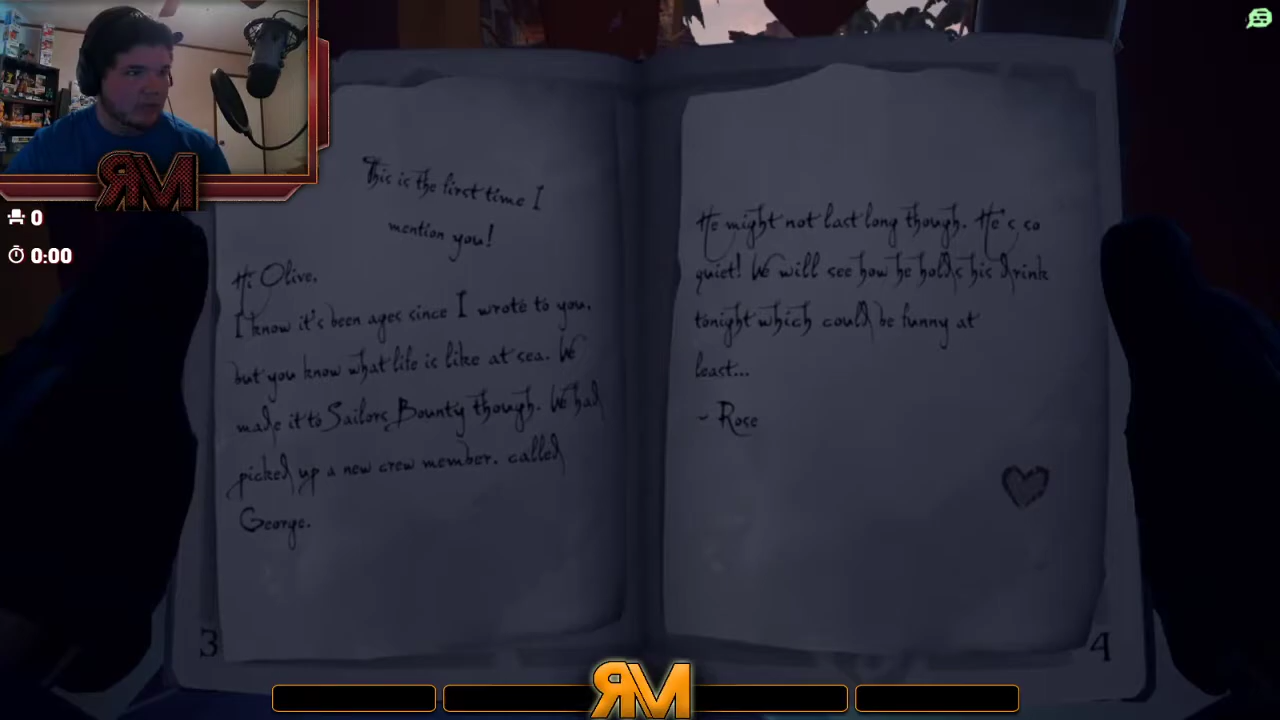 ЯM
0
0:00
This is the first time I
mention you!
Hi Olive,
I know it's been ages since I wrote to you,
but you know what life is like at sea. We
made it to Sailors Bounty though. We had
picked up a new crew member, called
George.
3
He might not last long though. He's so
quiet! We will see how he holds his drink
tonight which could be funny at
least...
~ Rose
4
ЯM